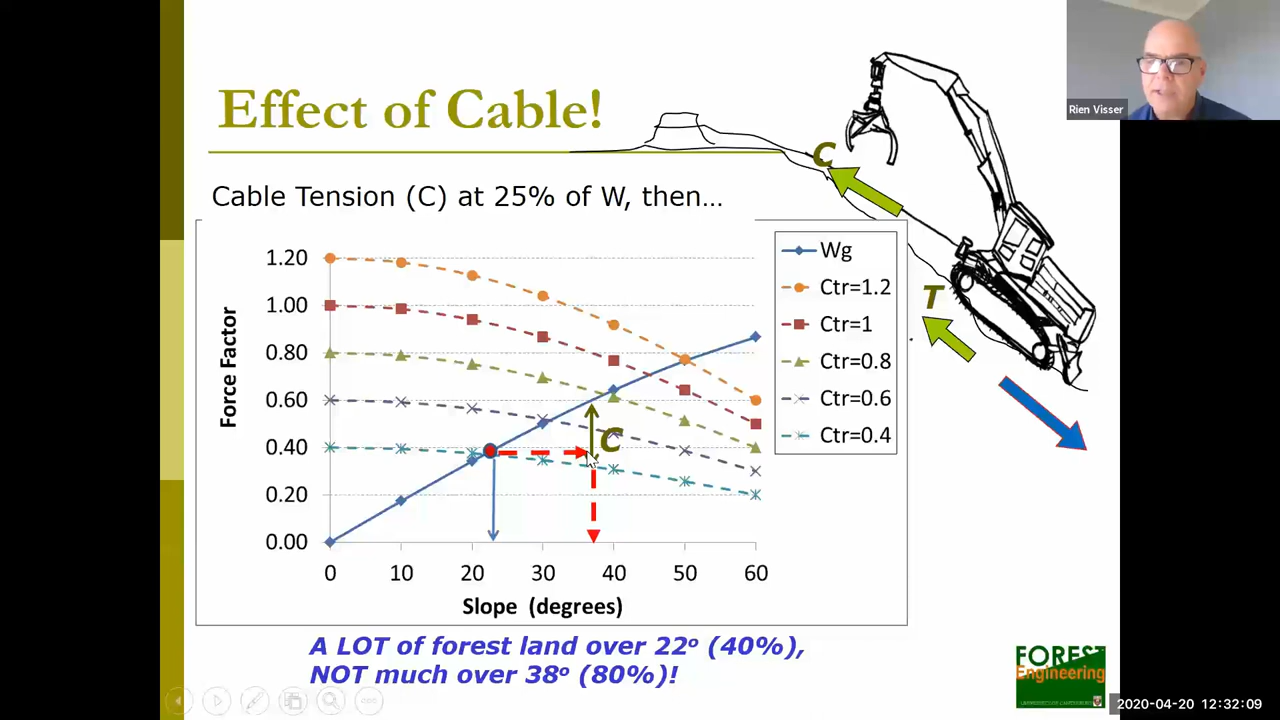 Effect of Cable!
Rien Visser
Cable Tension (C) at 25% of W, then…
C
T
C
Force Factor
1.20
1.00
0.80
0.60
0.40
0.20
0.00
0 10 20 30 40 50 60
Slope (degrees)
Wg
Ctr=1.2
Ctr=1
Ctr=0.8
Ctr=0.6
Ctr=0.4
A LOT of forest land over 22º (40%),
NOT much over 38º (80%)!
FOREST
Engineering
2020-04-20 12:32:09